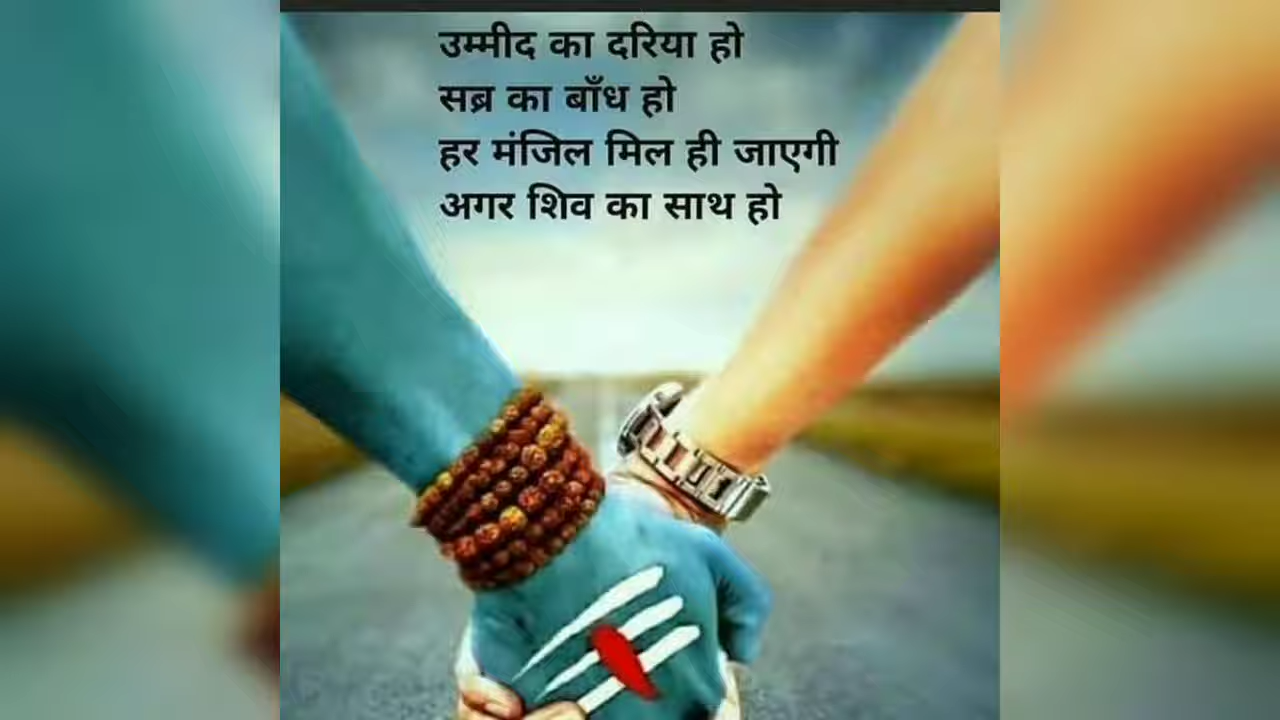 उम्मीद का दरिया हो
सब्र का बाँध हो
हर मंजिल मिल ही जाएगी
अगर शिव का साथ हो